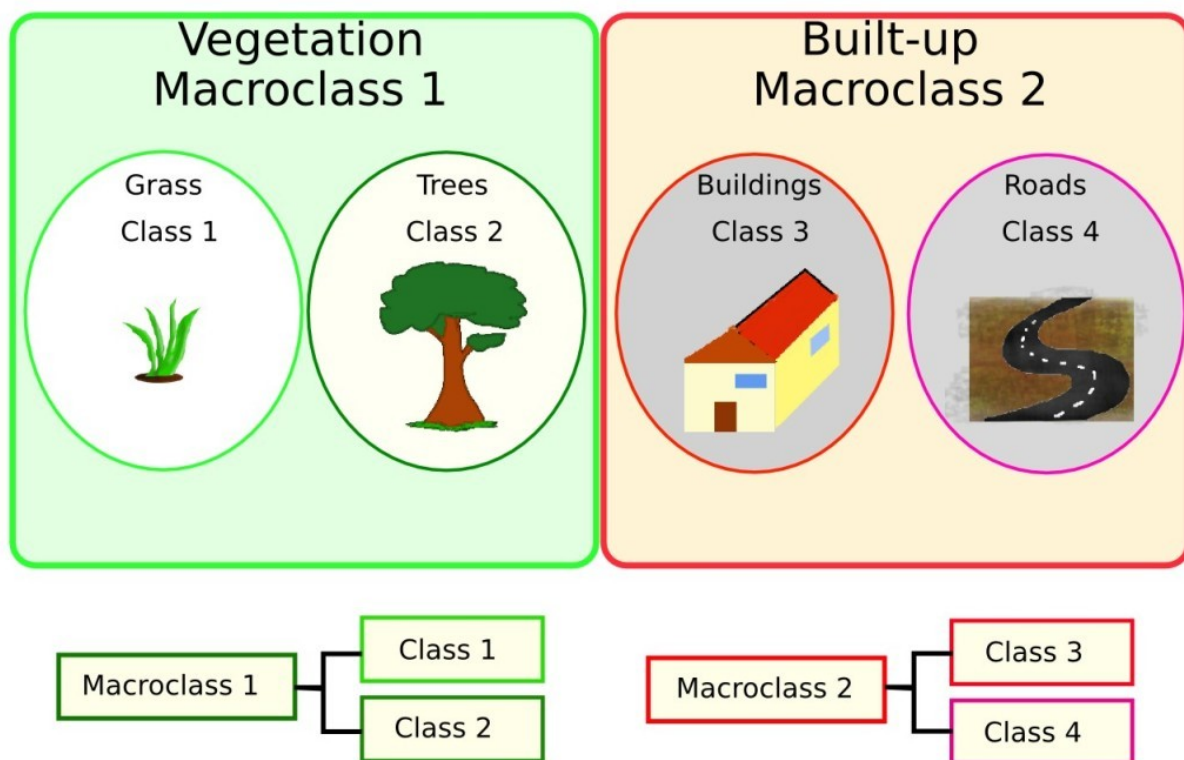 Vegetation
Macroclass 1
Grass
Class 1
Trees
Class 2
Built-up
Macroclass 2
Buildings
Class 3
Roads
Class 4
Macroclass 1
Class 1
Class 2
Macroclass 2
Class 3
Class 4